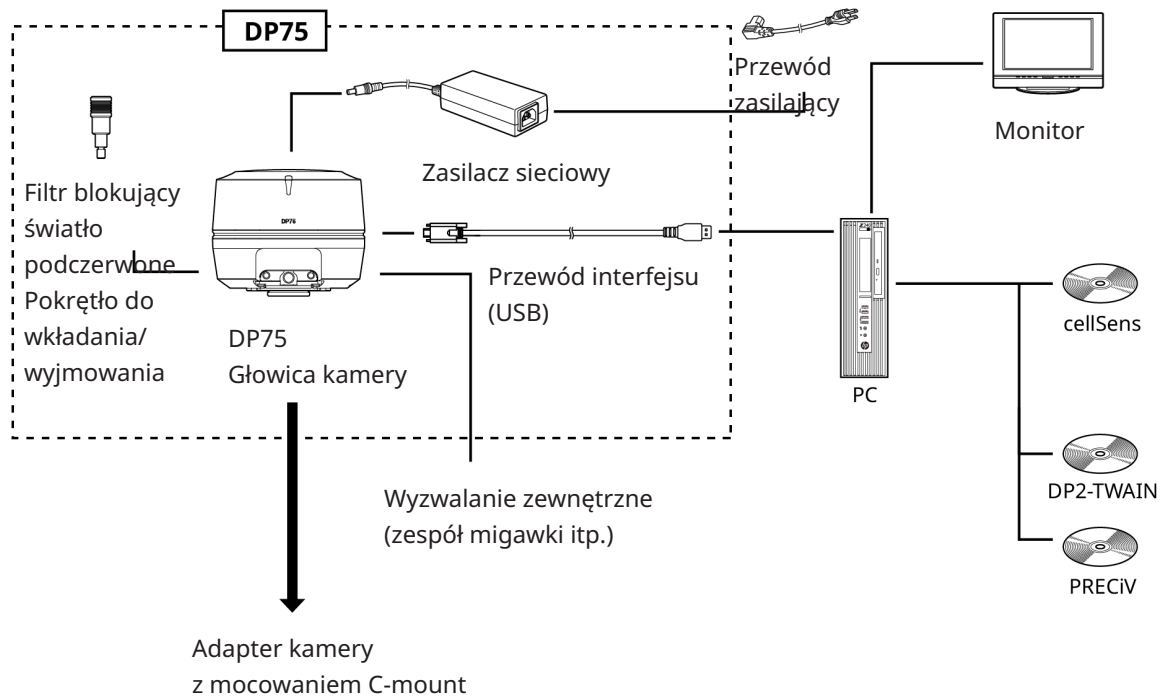 DP75
Przewód
zasilający
Monitor
Zasilacz sieciowy
Filtr blokujący
światło
podczerwone
Pokrętło do
wkładania/
wyjmowania
DP75
Przewód interfejsu
(USB)
DP75
Głowica kamery
PC
cellSens
DP2-TWAIN
PRECiV
Wyzwalanie zewnętrzne
(zespół migawki itp.)
Adapter kamery
z mocowaniem C-mount